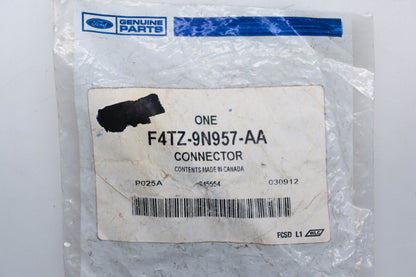 Ford
GENUINE
PARTS
ONE
F4TZ-9N957-AA
CONNECTOR
CONTENTS MADE IN CANADA
P025A 030912
FCSD L1